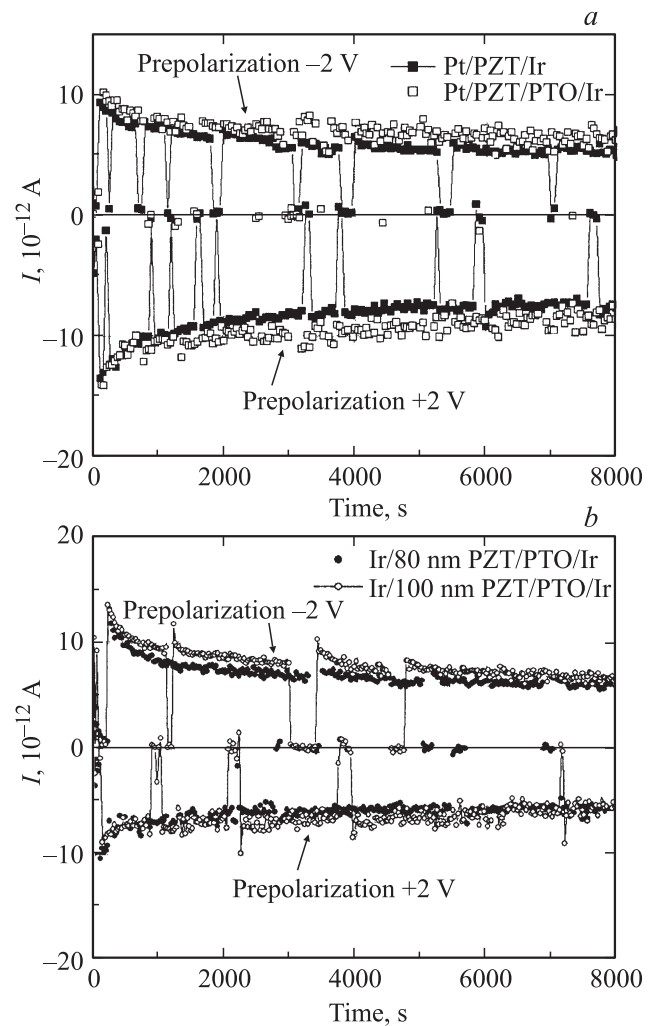 a
Prepolarization –2 V
Pt/PZT/Ir
Pt/PZT/PTO/Ir
10
0
–10
–20
I, 10⁻¹² A
Prepolarization +2 V
0 2000 4000 6000 8000
Time, s
b
20
10
0
–10
–20
I, 10⁻¹² A
Ir/80 nm PZT/PTO/Ir
Ir/100 nm PZT/PTO/Ir
Prepolarization –2 V
Prepolarization +2 V
0 2000 4000 6000 8000
Time, s